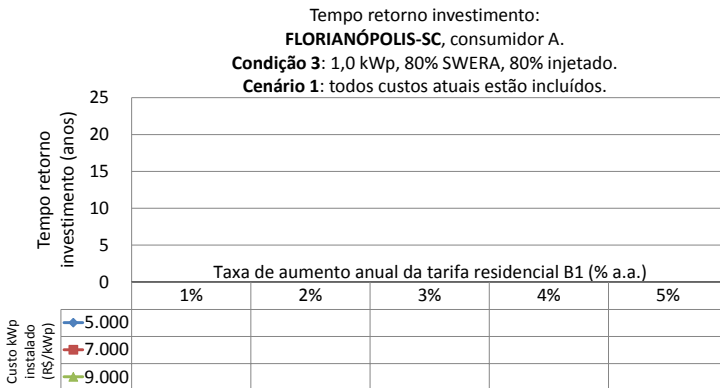 Tempo retorno investimento:
FLORIANÓPOLIS-SC, consumidor A.
Condição 3: 1,0 kWp, 80% SWERA, 80% injetado.
Cenário 1: todos custos atuais estão incluídos.
Tempo retorno
investimento (anos)
25
20
15
10
5
0
Taxa de aumento anual da tarifa residencial B1 (% a.a.)
1% 2% 3% 4% 5%
Custo kWp
instalado
(R$/kWp)
5.000
7.000
9.000